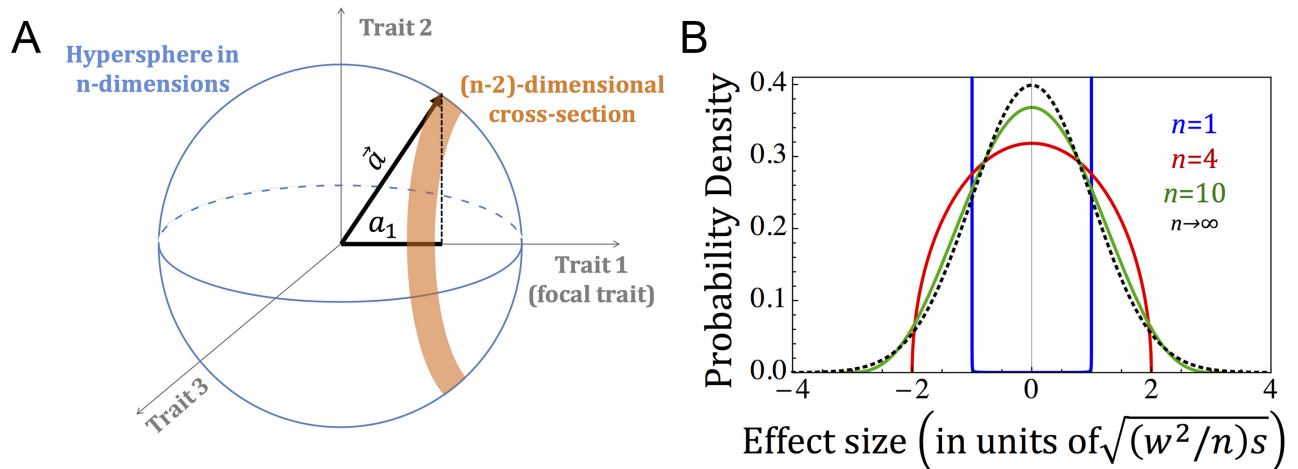 A
Trait 2
Hypersphere in
n-dimensions
(n-2)-dimensional
cross-section
a⃗
a₁
Trait 1
(focal trait)
Trait 3
B
Probability Density
0.4
0.3
0.2
0.1
0.0
n=1
n=4
n=10
n→∞
−4 −2 0 2 4
Effect size (in units of √(w²/n)s)